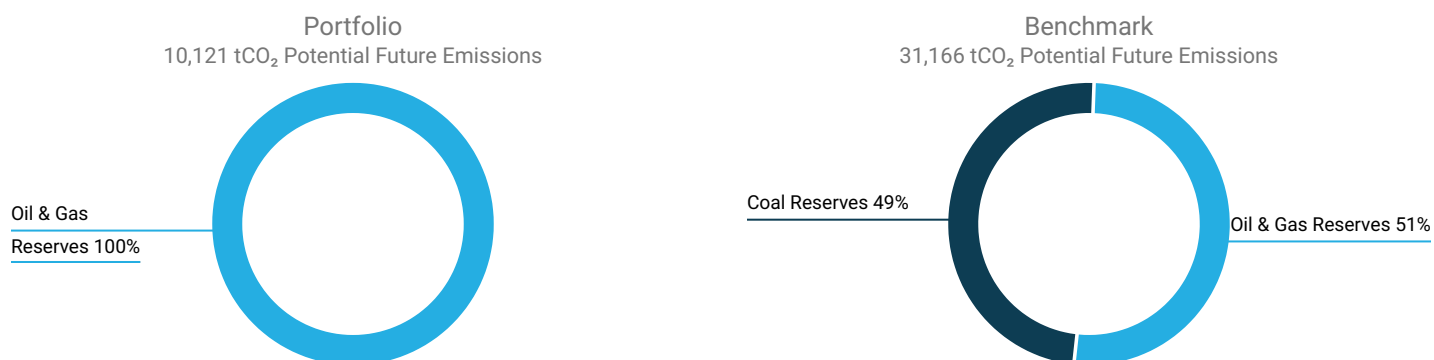 Portfolio
10,121 tCO₂ Potential Future Emissions
Oil & Gas
Reserves 100%
Benchmark
31,166 tCO₂ Potential Future Emissions
Coal Reserves 49%
Oil & Gas Reserves 51%